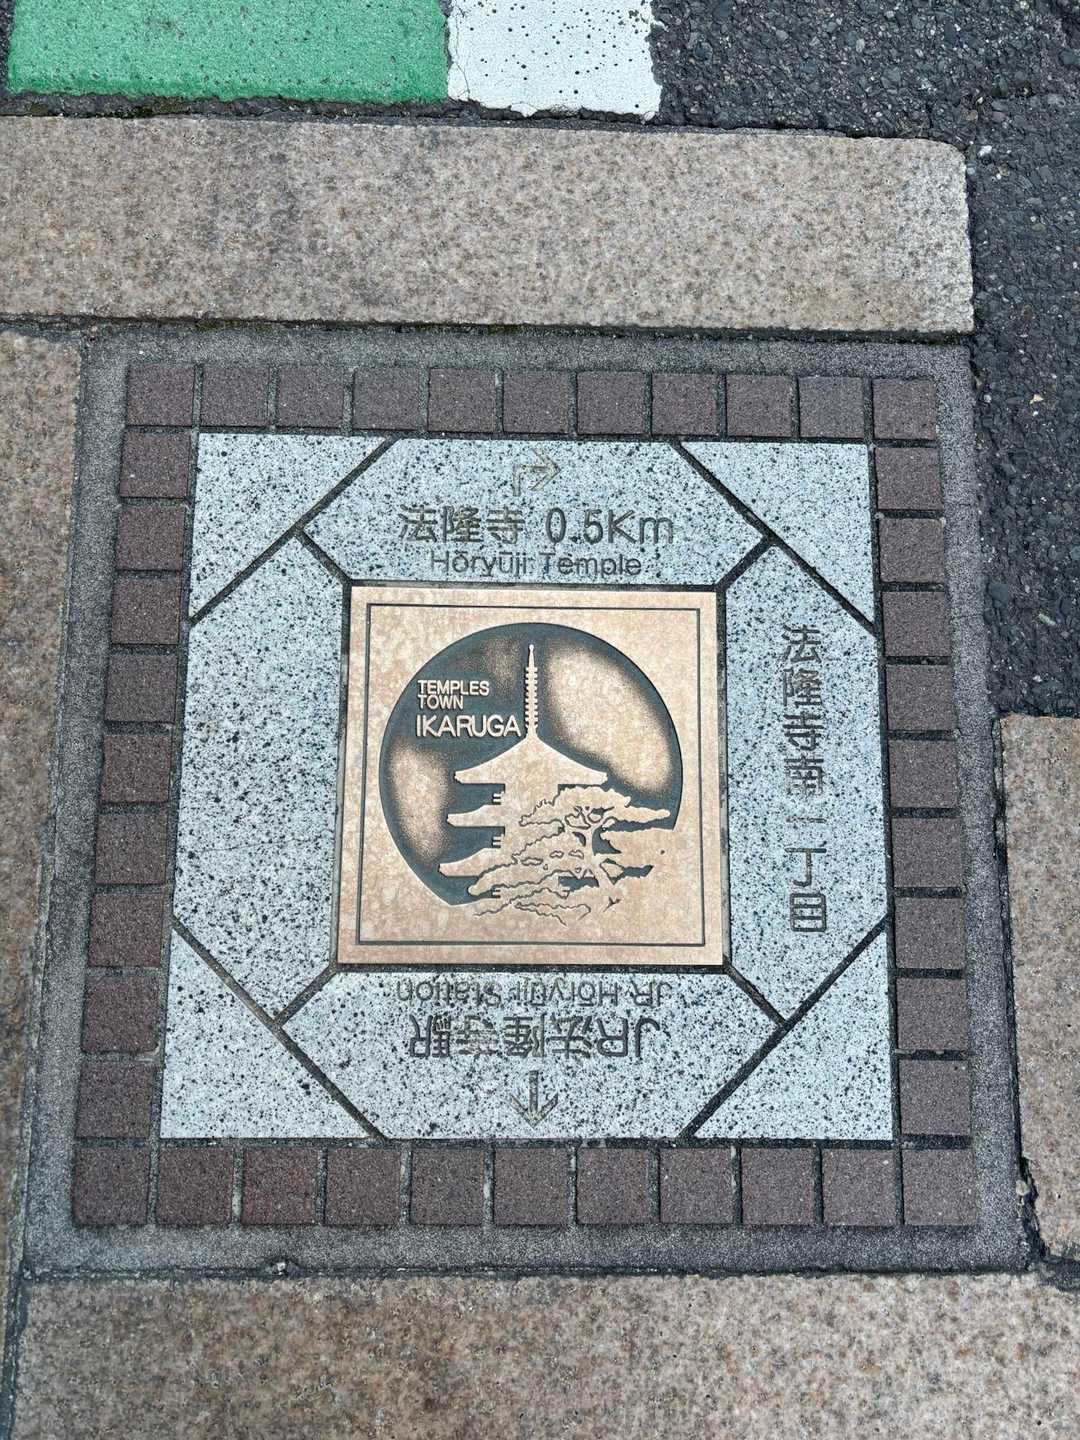 法隆寺 0.5Km
Hōryūji Temple
TEMPLES
TOWN
IKARUGA
法隆寺南二丁目
JR法隆寺駅
JR Hōryūji Station